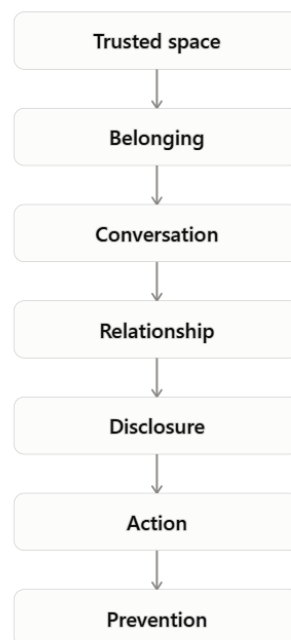 Trusted space
Belonging
Conversation
Relationship
Disclosure
Action
Prevention